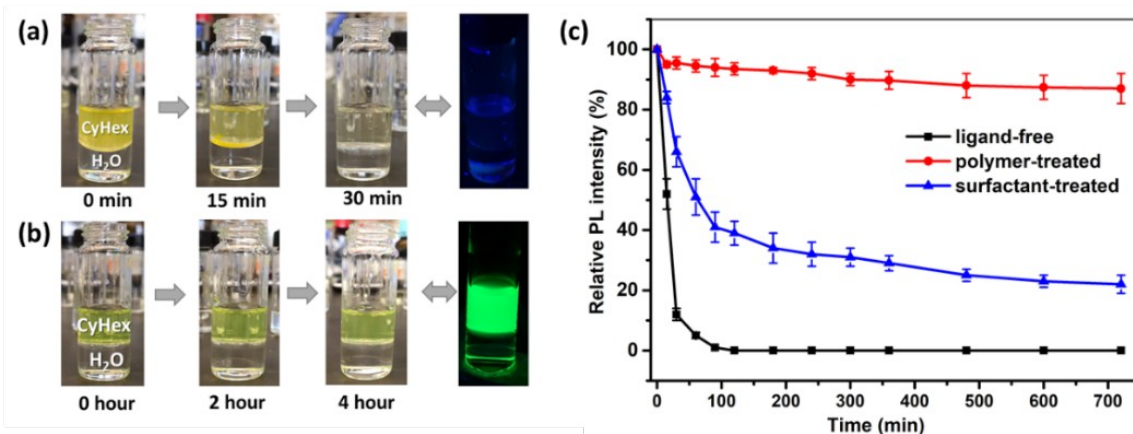 (a)
CyHex
H₂O
0 min
15 min
30 min
(b)
CyHex
H₂O
0 hour
2 hour
4 hour
(c)
Relative PL intensity (%)
100
80
60
40
20
0
ligand-free
polymer-treated
surfactant-treated
0 100 200 300 400 500 600 700
Time (min)